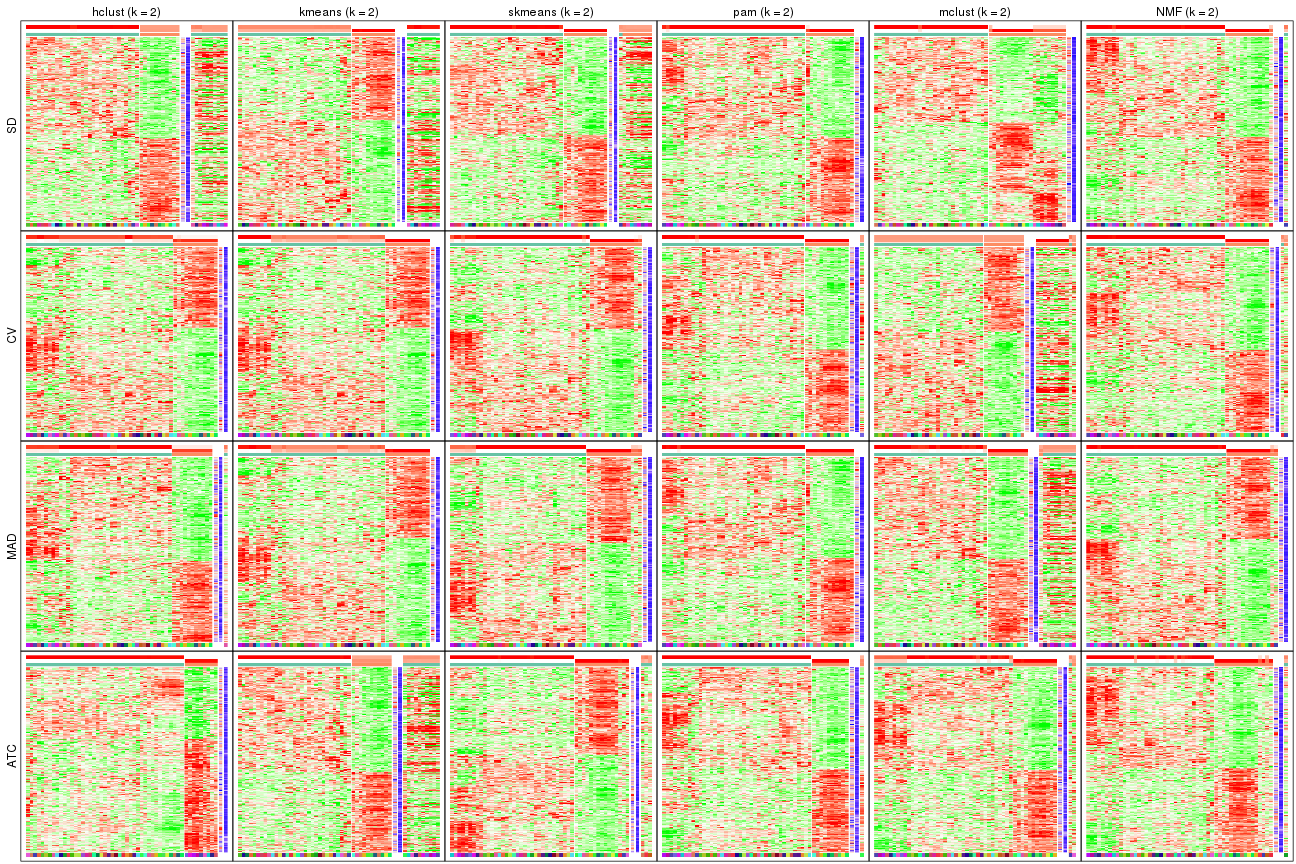 hclust (k = 2) kmeans (k = 2) skmeans (k = 2) pam (k = 2) mclust (k = 2) NMF (k = 2)
SD
CV
MAD
ATC